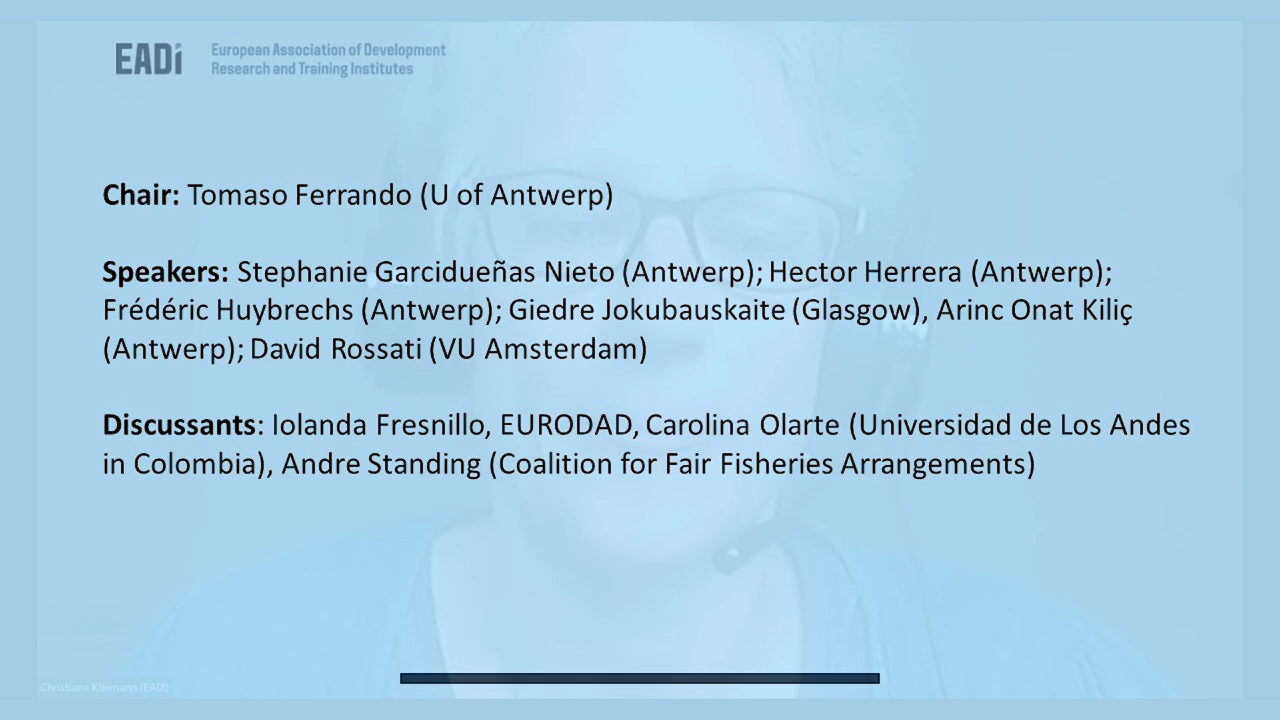 EADi
European Association of Development
Research and Training Institutes
Chair: Tomaso Ferrando (U of Antwerp)
Speakers: Stephanie Garcidueñas Nieto (Antwerp); Hector Herrera (Antwerp);
Frédéric Huybrechs (Antwerp); Giedre Jokubauskaite (Glasgow), Arinc Onat Kiliç
(Antwerp); David Rossati (VU Amsterdam)
Discussants: Iolanda Fresnillo, EURODAD, Carolina Olarte (Universidad de Los Andes
in Colombia), Andre Standing (Coalition for Fair Fisheries Arrangements)
Christiane Kliemann (EADI)